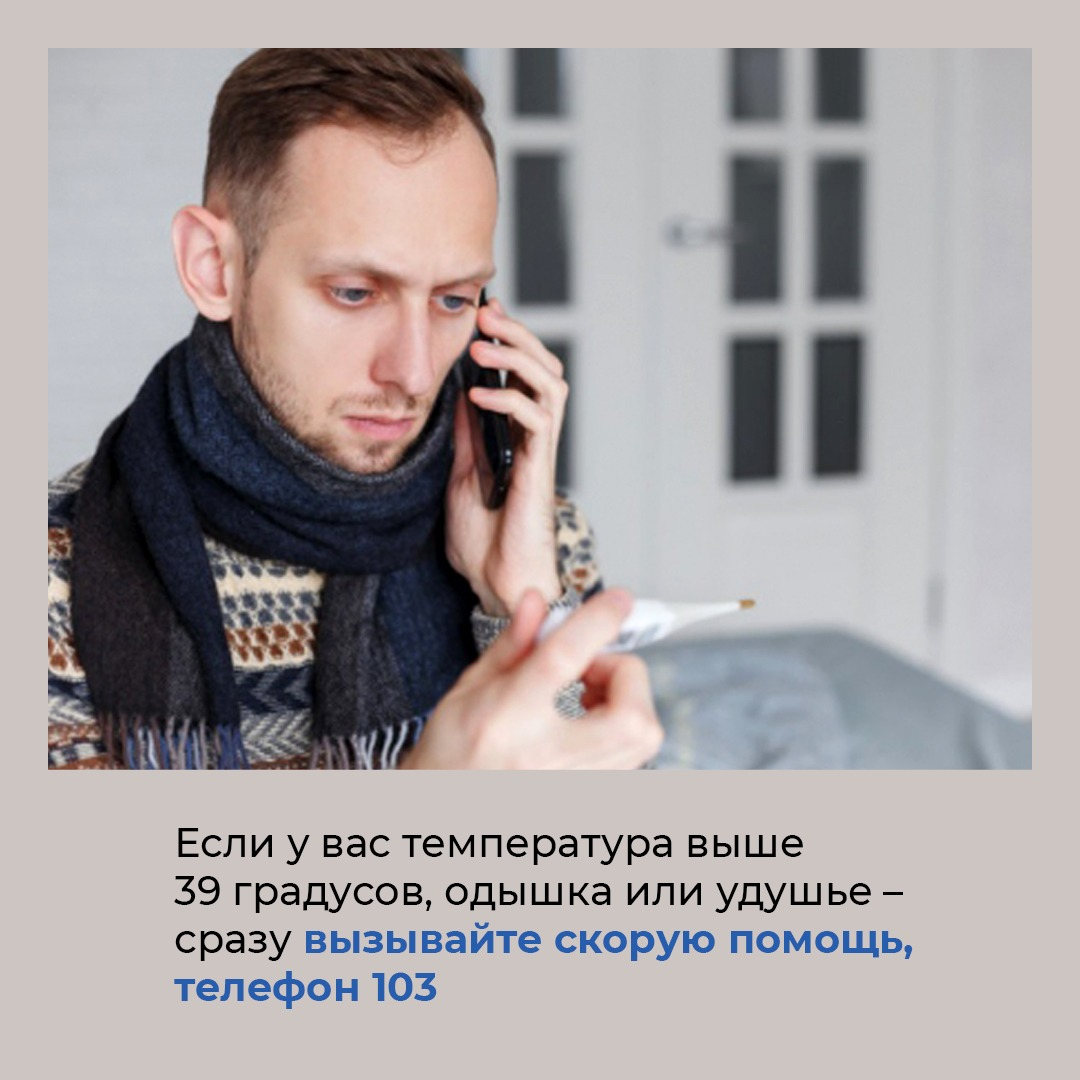 Если у вас температура выше
39 градусов, одышка или удушье –
сразу вызывайте скорую помощь,
телефон 103